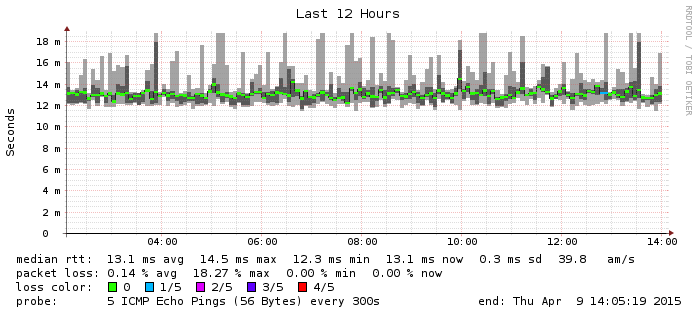 Last 12 Hours
RRDTOOL / TOBI OETIKER
Seconds
18 m
16 m
14 m
12 m
10 m
8 m
6 m
4 m
2 m
0
04:00 06:00 08:00 10:00 12:00 14:00
median rtt: 13.1 ms avg 14.5 ms max 12.3 ms min 13.1 ms now 0.3 ms sd 39.8 am/s
packet loss: 0.14 % avg 18.27 % max 0.00 % min 0.00 % now
loss color: 0 1/5 2/5 3/5 4/5
probe: 5 ICMP Echo Pings (56 Bytes) every 300s end: Thu Apr 9 14:05:19 2015